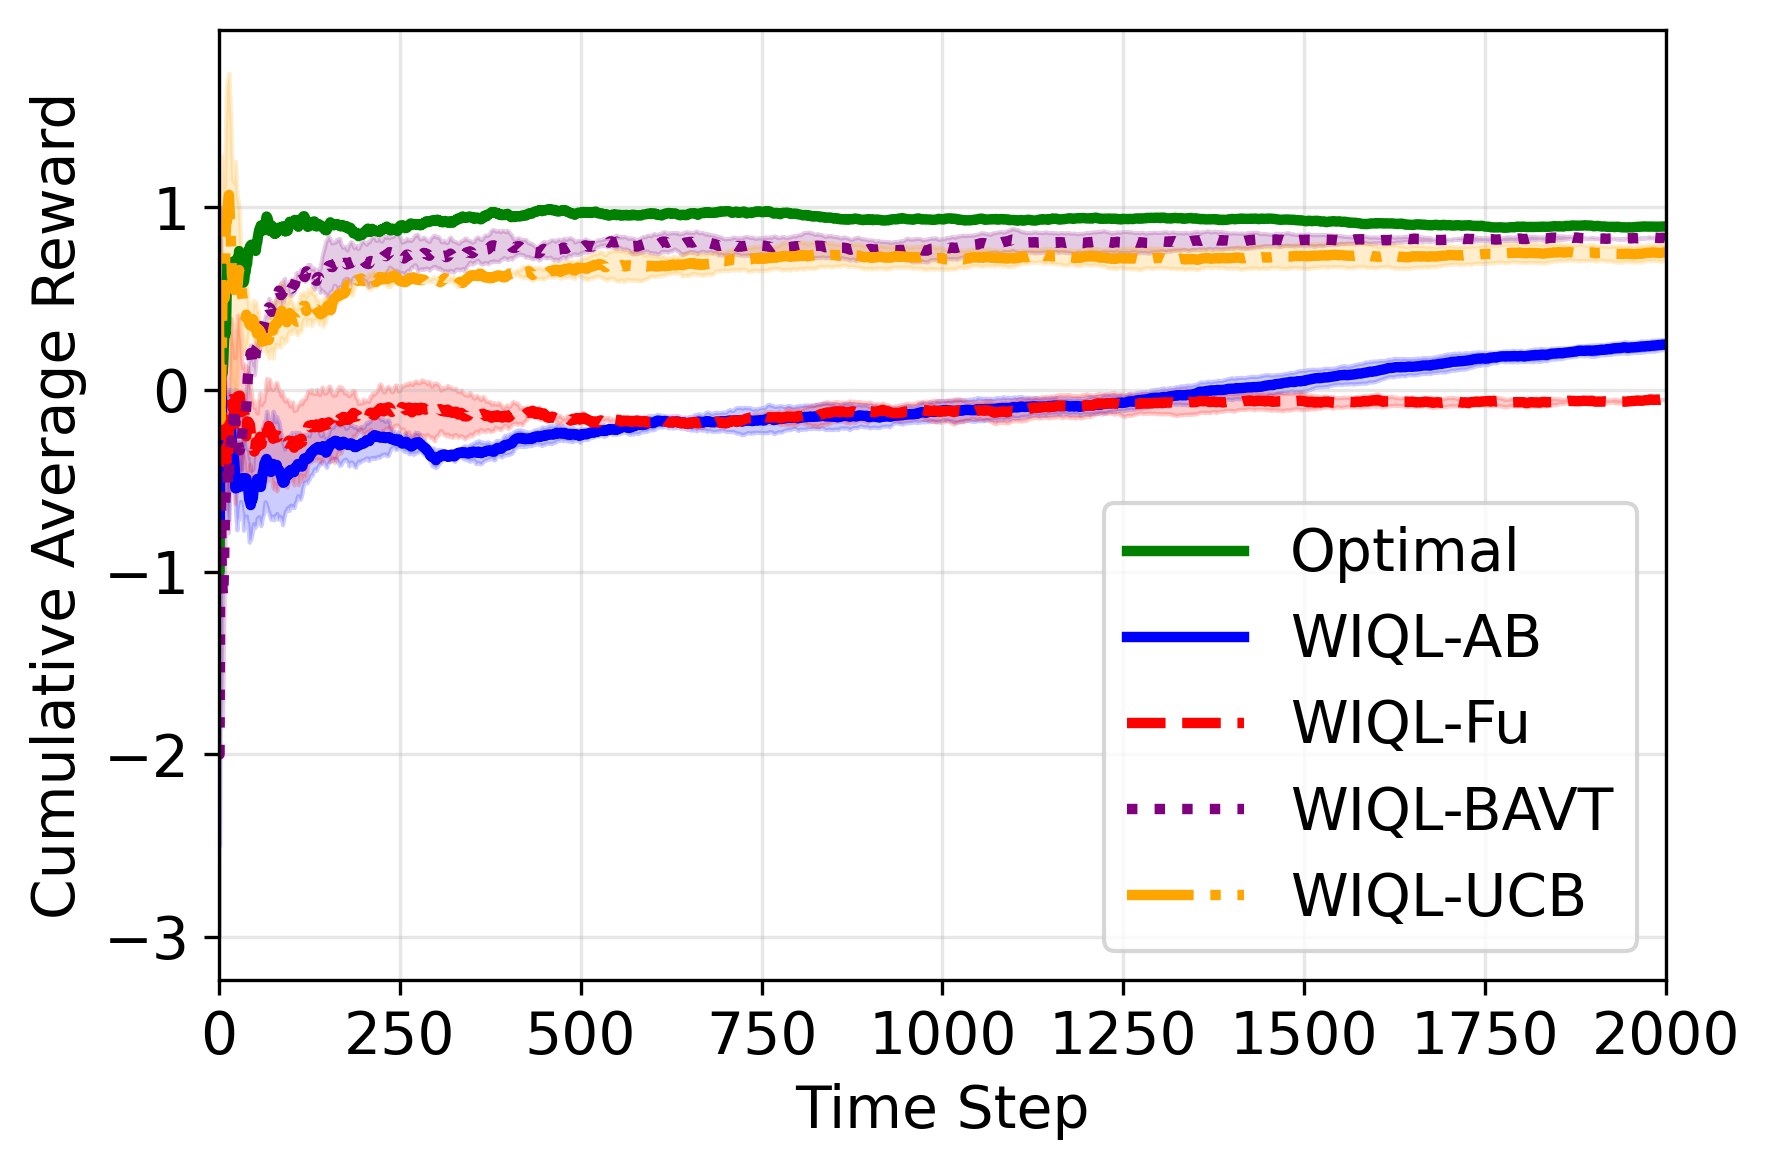 Cumulative Average Reward
1
0
−1
−2
−3
0 250 500 750 1000 1250 1500 1750 2000
Time Step
Optimal
WIQL-AB
WIQL-Fu
WIQL-BAVT
WIQL-UCB